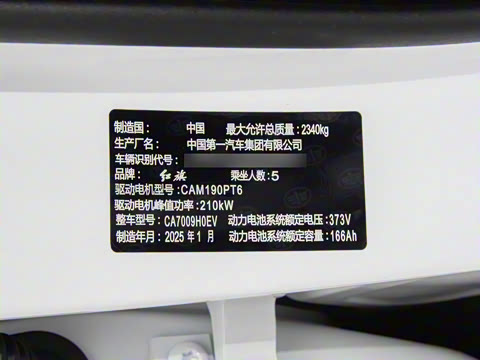 制造国： 中国 最大允许总质量：2340kg
生产厂名： 中国第一汽车集团有限公司
车辆识别代号：
品牌： 红旗 乘坐人数：5
驱动电机型号：CAM190PT6
驱动电机峰值功率：210kW
整车型号：CA7009H0EV 动力电池系统额定电压：373V
制造年月：2025年1月 动力电池系统额定容量：166Ah